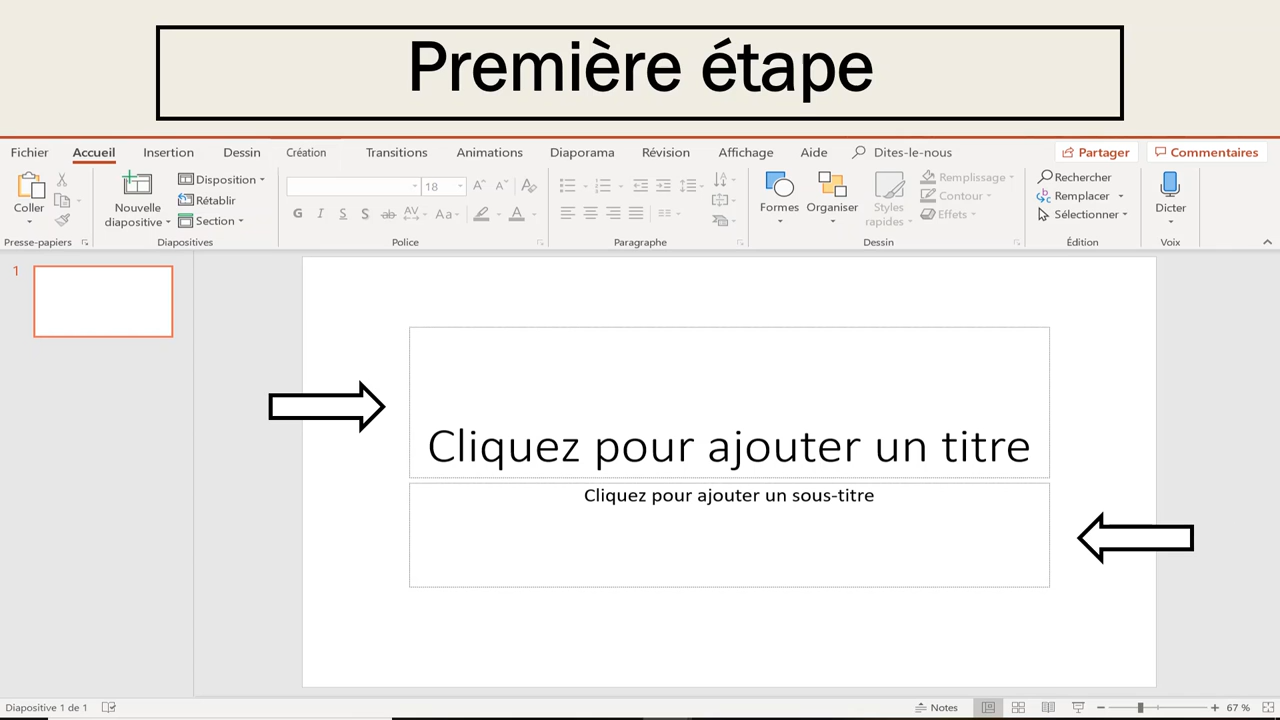 Première étape
Fichier Accueil Insertion Dessin Création Transitions Animations Diaporama Révision Affichage Aide Dites-le-nous Partager Commentaires
Coller
Nouvelle diapositive
Disposition
Rétablir
Section
18
G I S S ab AV Aa A
Formes
Organiser
Styles rapides
Remplissage
Contour
Effets
Rechercher
Remplacer
Sélectionner
Dicter
Presse-papiers Diapositives Police Paragraphe Dessin Édition Voix
1
Cliquez pour ajouter un titre
Cliquez pour ajouter un sous-titre
Diapositive 1 de 1 Notes 67 %